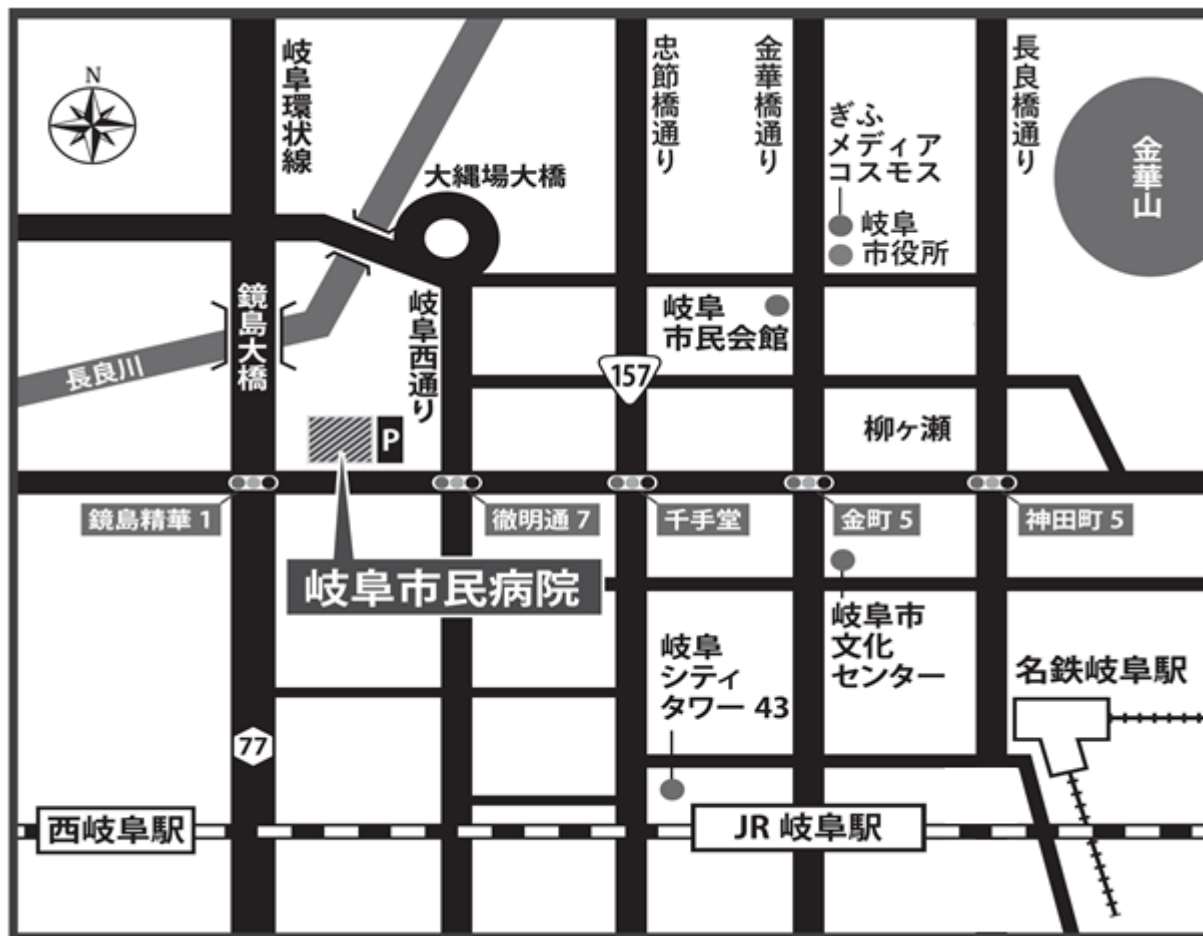 N
岐阜環状線
忠節橋通り
金華橋通り
長良橋通り
ぎふ
メディア
コスモス
岐阜
市役所
金華山
大縄場大橋
鏡島大橋
長良川
岐阜西通り
岐阜
市民会館
157
柳ヶ瀬
P
鏡島精華 1
徹明通 7
千手堂
金町 5
神田町 5
岐阜市民病院
岐阜市
文化
センター
岐阜
シティ
タワー 43
名鉄岐阜駅
77
西岐阜駅
JR 岐阜駅